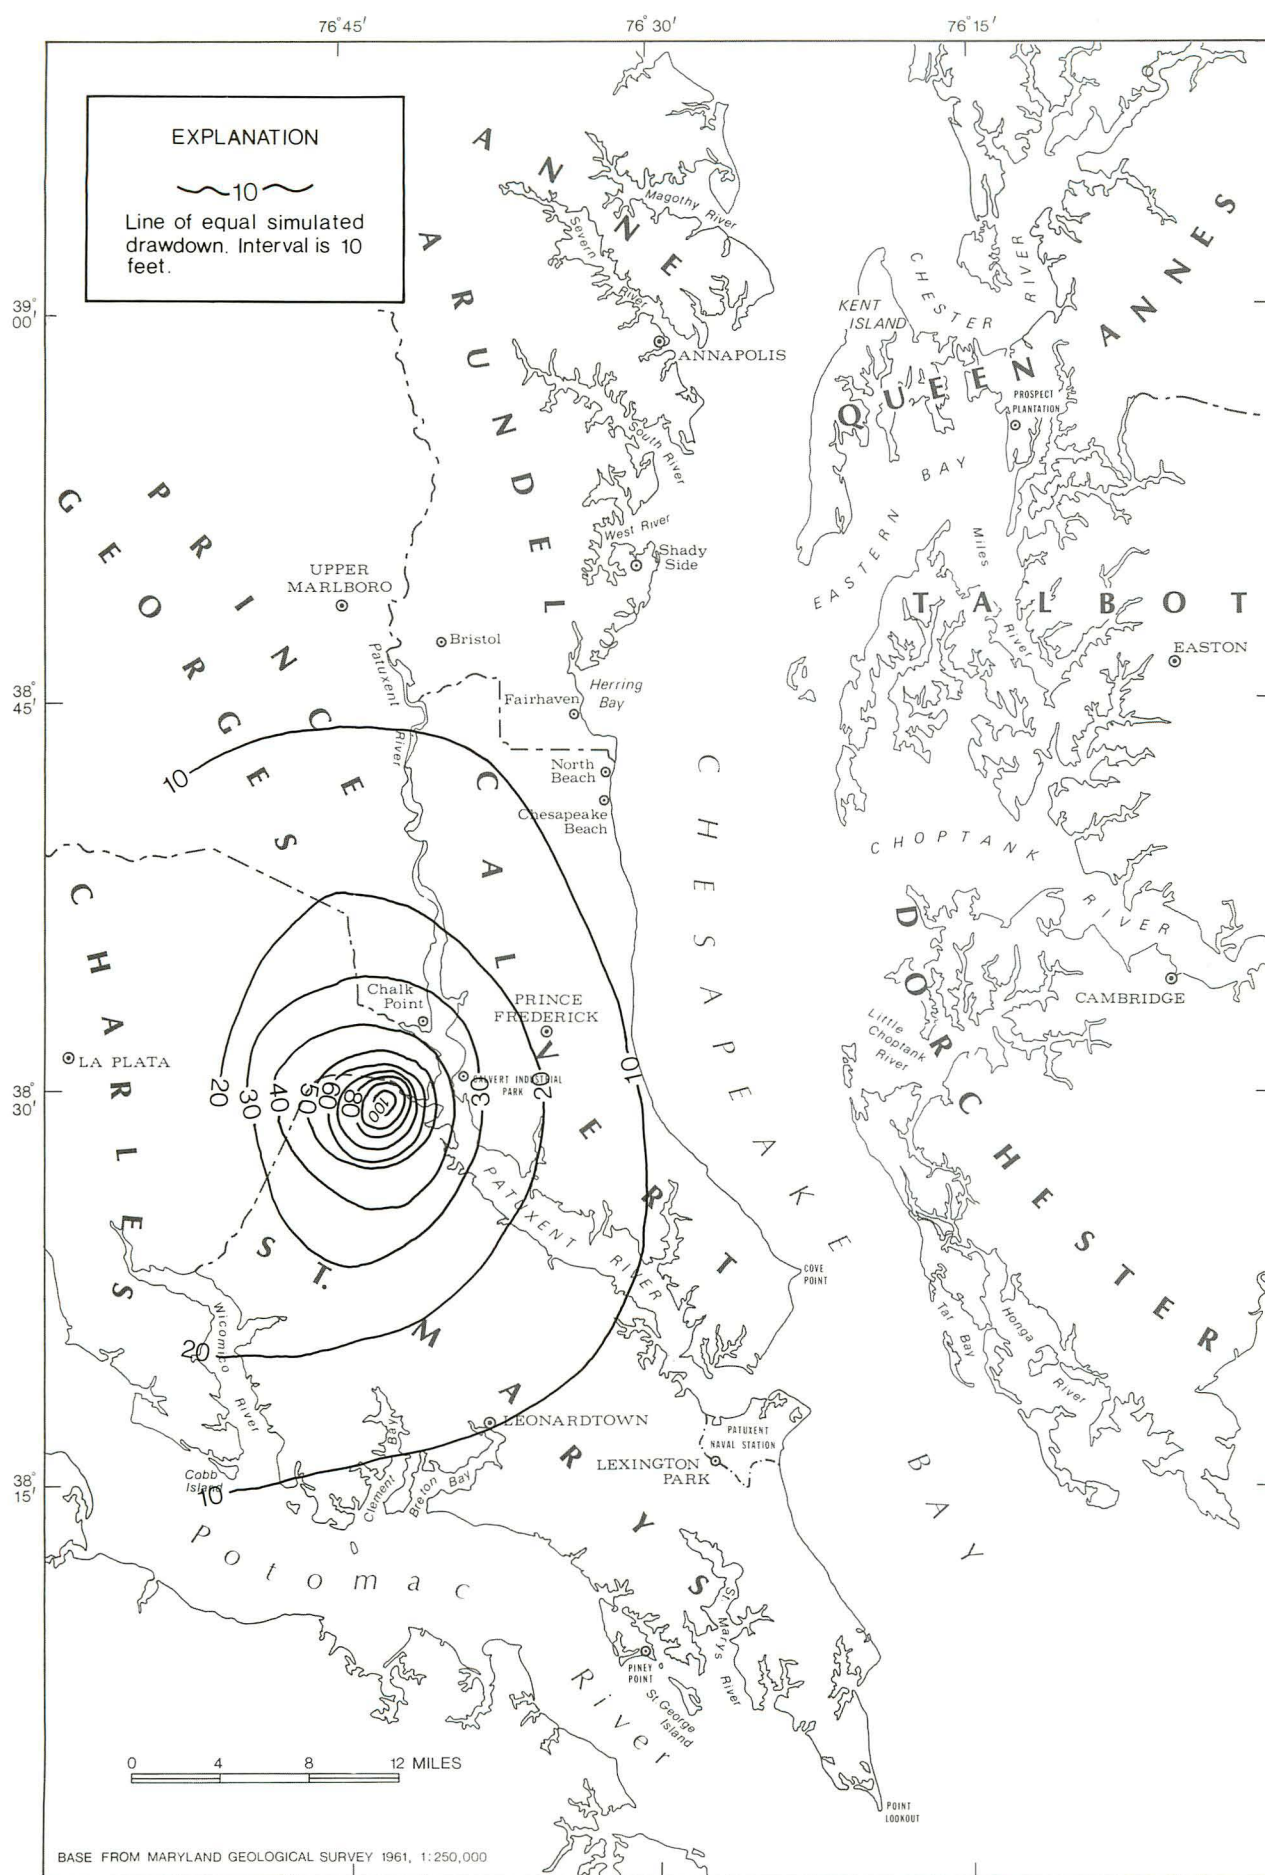 76°45′
76°30′
76°15′
EXPLANATION
10
Line of equal simulated
drawdown. Interval is 10
feet.
ANNE
ARUNDEL
Magothy River
Severn
River
39°
00′
ANNAPOLIS
KENT
ISLAND
CHESTER
RIVER
QUEEN ANNES
PROSPECT
PLANTATION
South River
EASTERN BAY
West River
Shady
Side
Miles
River
PRINCE
GEORGES
UPPER
MARLBORO
Bristol
TALBOT
EASTON
Patuxent
River
38°
45′
Fairhaven
Herring
Bay
North
Beach
Chesapeake
Beach
10
CHESAPEAKE
BAY
CHOPTANK
RIVER
CALVERT
CHARLES
DORCHESTER
CAMBRIDGE
Little
Choptank
River
Chalk
Point
PRINCE
FREDERICK
LA PLATA
CALVERT INDUSTRIAL
PARK
38°
30′
20
30
40
50
60
80
100
30
20
10
PATUXENT RIVER
COVE
POINT
ST. MARYS
Wicomico
River
20
Tar Bay
Honga
River
LEONARDTOWN
PATUXENT
NAVAL STATION
LEXINGTON
PARK
Cobb
Island
Clement
Bay
Breton Bay
38°
15′
10
Potomac
River
St. Marys
River
PINEY
POINT
St. George
Island
0 4 8 12 MILES
POINT
LOOKOUT
BASE FROM MARYLAND GEOLOGICAL SURVEY 1961, 1:250,000